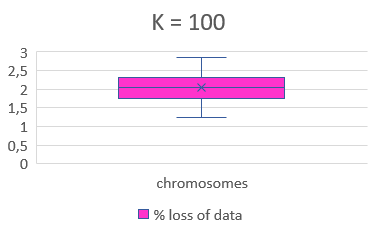 K = 100
3
2,5
2
1,5
1
0,5
0
chromosomes
% loss of data